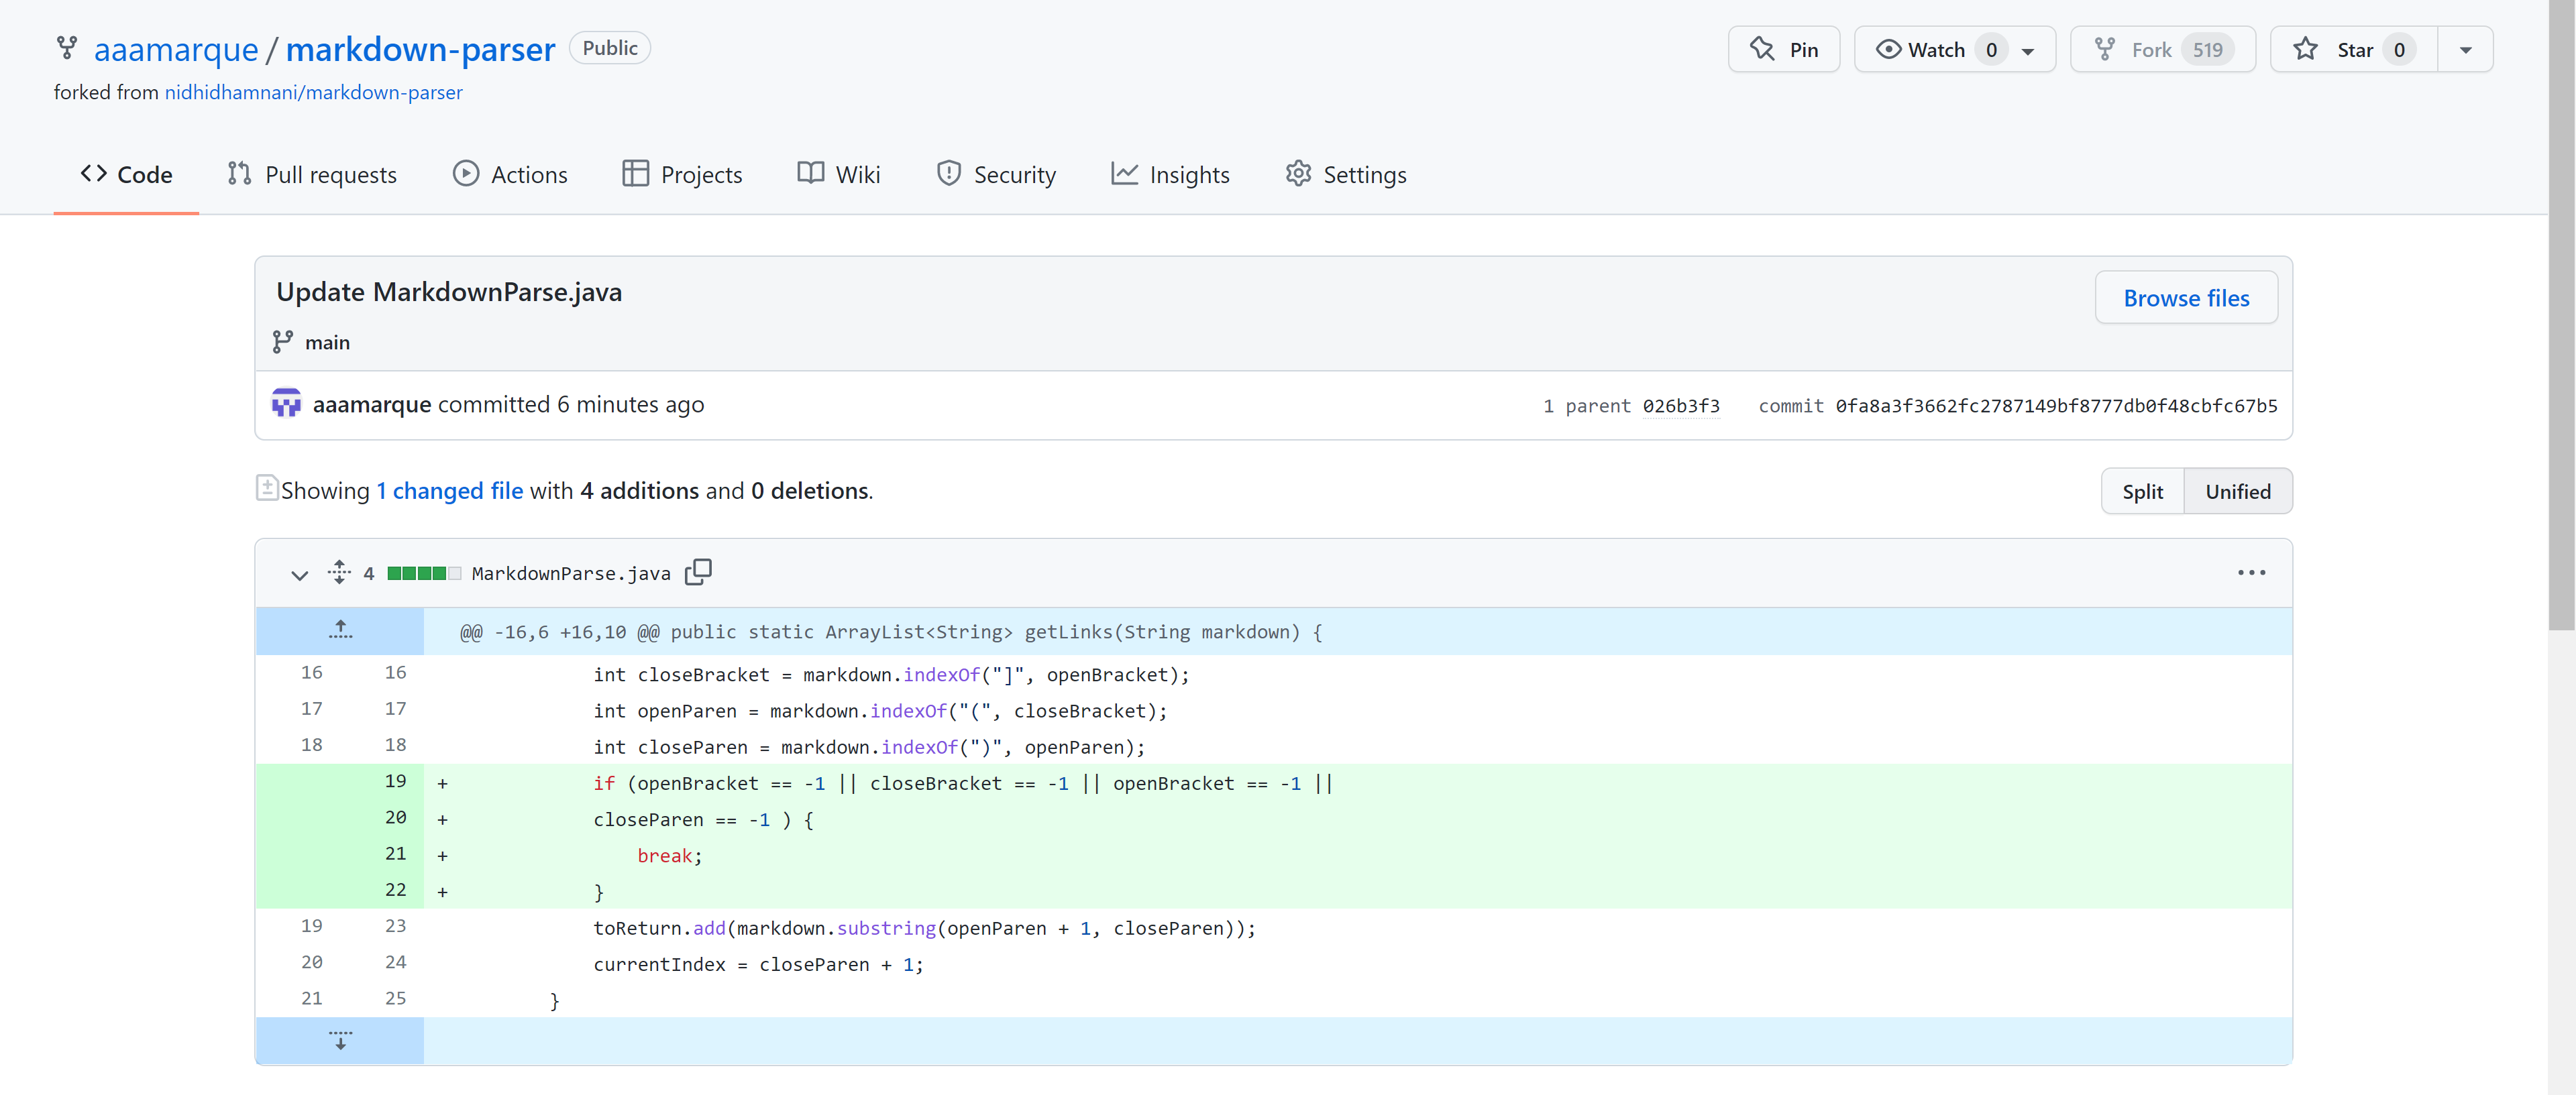 aaamarque / markdown-parser Public
Pin Watch 0 Fork 519 Star 0
forked from nidhidhamnani/markdown-parser
Code Pull requests Actions Projects Wiki Security Insights Settings
Update MarkdownParse.java
Browse files
main
aaamarque committed 6 minutes ago 1 parent 026b3f3 commit 0fa8a3f3662fc2787149bf8777db0f48cbfc67b5
Showing 1 changed file with 4 additions and 0 deletions.
Split Unified
4 MarkdownParse.java
@@ -16,6 +16,10 @@ public static ArrayList<String> getLinks(String markdown) {
16 16 int closeBracket = markdown.indexOf("]", openBracket);
17 17 int openParen = markdown.indexOf("(", closeBracket);
18 18 int closeParen = markdown.indexOf(")", openParen);
19 + if (openBracket == -1 || closeBracket == -1 || openBracket == -1 ||
20 + closeParen == -1 ) {
21 + break;
22 + }
19 23 toReturn.add(markdown.substring(openParen + 1, closeParen));
20 24 currentIndex = closeParen + 1;
21 25 }